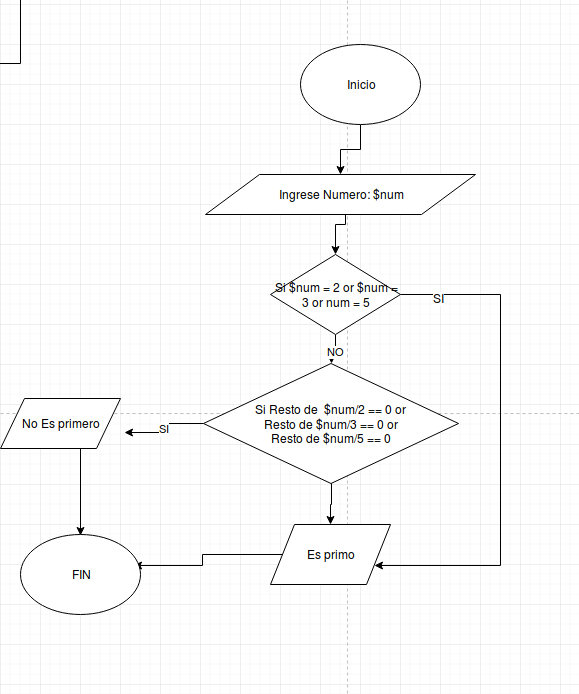 Inicio
Ingrese Numero: $num
Si $num = 2 or $num =
3 or num = 5
SI
NO
Si Resto de $num/2 == 0 or
Resto de $num/3 == 0 or
Resto de $num/5 == 0
SI
No Es primero
Es primo
FIN